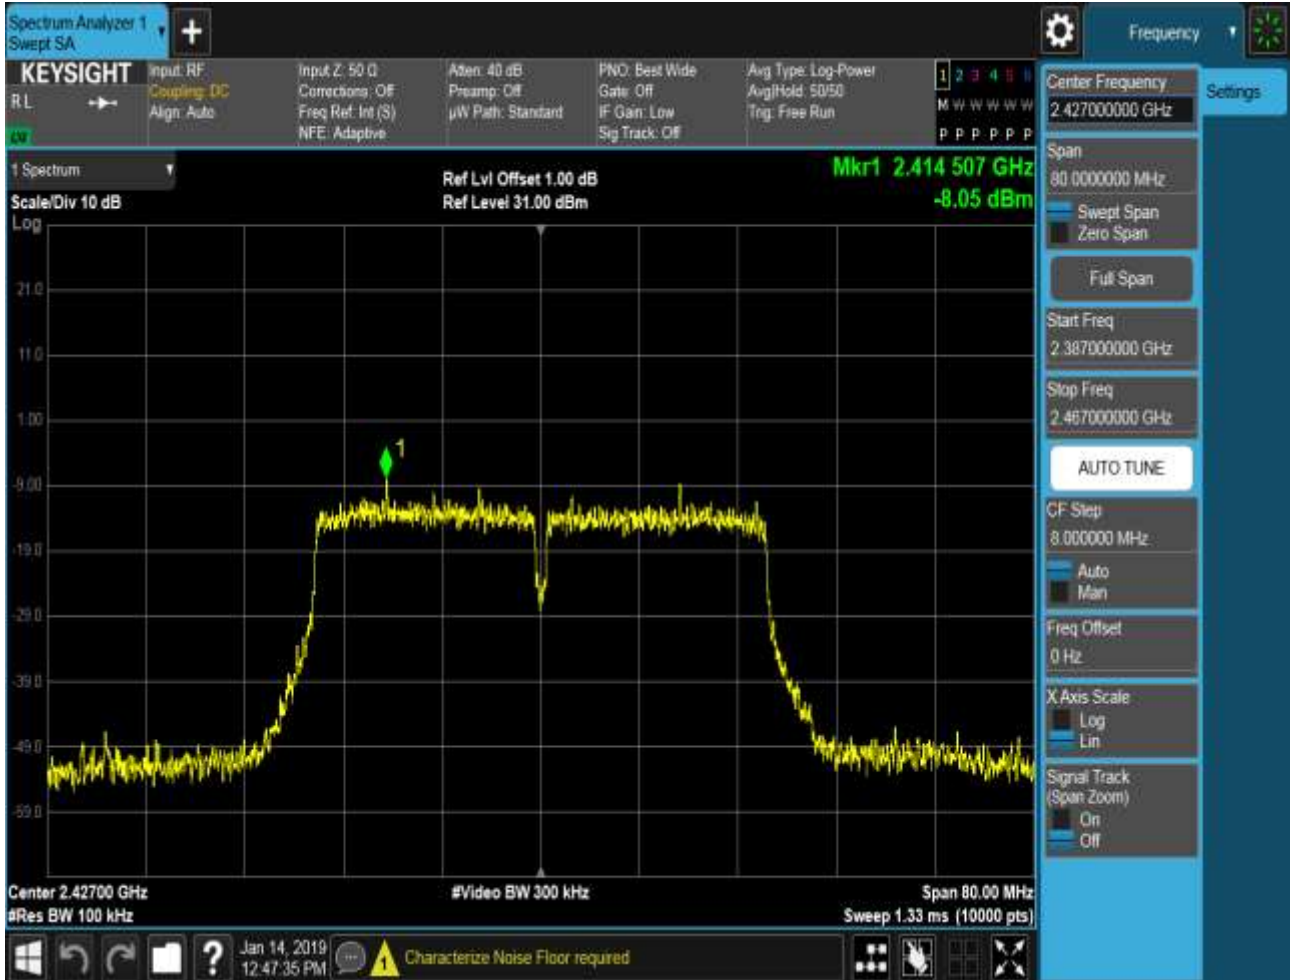 Spectrum Analyzer 1
Swept SA
+
Frequency
KEYSIGHT
RL
Input: RF
Coupling: DC
Align: Auto
Input Z: 50 Ω
Corrections: Off
Freq Ref: Int (S)
NFE: Adaptive
Atten: 40 dB
Preamp: Off
µW Path: Standard
PNO: Best Wide
Gate: Off
IF Gain: Low
Sig Track: Off
Avg Type: Log-Power
Avg|Hold: 50/50
Trig: Free Run
1 2 3 4 5 6
M W W W W W
P P P P P P
1 Spectrum
Scale/Div 10 dB
Log
Ref Lvl Offset 1.00 dB
Ref Level 31.00 dBm
Mkr1 2.414 507 GHz
-8.05 dBm
21.0
11.0
1.00
-9.00
-19.0
-29.0
-39.0
-49.0
-59.0
1
Center 2.42700 GHz
#Res BW 100 kHz
#Video BW 300 kHz
Span 80.00 MHz
Sweep 1.33 ms (10000 pts)
Center Frequency
2.427000000 GHz
Settings
Span
80.0000000 MHz
Swept Span
Zero Span
Full Span
Start Freq
2.387000000 GHz
Stop Freq
2.467000000 GHz
AUTO TUNE
CF Step
8.000000 MHz
Auto
Man
Freq Offset
0 Hz
X Axis Scale
Log
Lin
Signal Track
(Span Zoom)
On
Off
?
Jan 14, 2019
12:47:35 PM
1
Characterize Noise Floor required